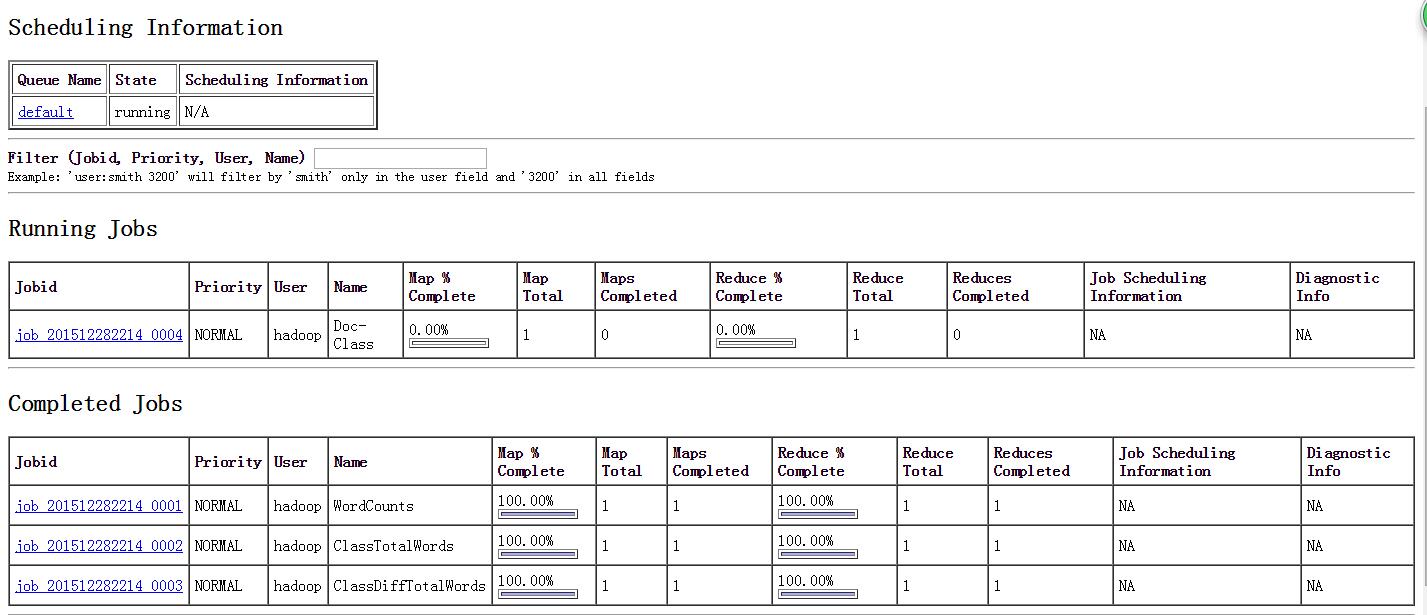 Scheduling Information
Queue Name State Scheduling Information
default running N/A
Filter (Jobid, Priority, User, Name)
Example: 'user:smith 3200' will filter by 'smith' only in the user field and '3200' in all fields
Running Jobs
Jobid Priority User Name Map % Complete Map Total Maps Completed Reduce % Complete Reduce Total Reduces Completed Job Scheduling Information Diagnostic Info
job_201512282214_0004 NORMAL hadoop Doc-Class 0.00% 1 0 0.00% 1 0 NA NA
Completed Jobs
Jobid Priority User Name Map % Complete Map Total Maps Completed Reduce % Complete Reduce Total Reduces Completed Job Scheduling Information Diagnostic Info
job_201512282214_0001 NORMAL hadoop WordCounts 100.00% 1 1 100.00% 1 1 NA NA
job_201512282214_0002 NORMAL hadoop ClassTotalWords 100.00% 1 1 100.00% 1 1 NA NA
job_201512282214_0003 NORMAL hadoop ClassDiffTotalWords 100.00% 1 1 100.00% 1 1 NA NA